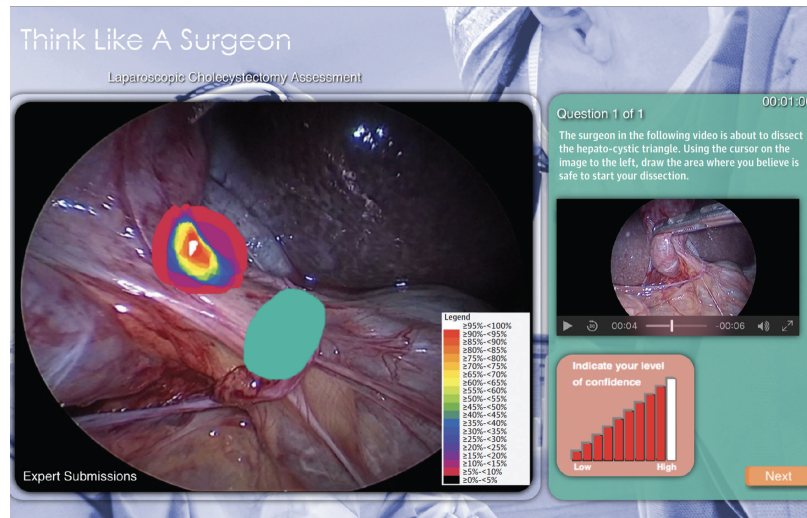 Think Like A Surgeon
Laparoscopic Cholecystectomy Assessment
00:01:0
Question 1 of 1
The surgeon in the following video is about to dissect
the hepato-cystic triangle. Using the cursor on the
image to the left, draw the area where you believe is
safe to start your dissection.
30
00:04
-00:06
Indicate your level
of confidence
Low
High
Next
Legend
≥95%-<100%
≥90%-<95%
≥85%-<90%
≥80%-<85%
≥75%-<80%
≥70%-<75%
≥65%-<70%
≥60%-<65%
≥55%-<60%
≥50%-<55%
≥45%-<50%
≥40%-<45%
≥35%-<40%
≥30%-<35%
≥25%-<30%
≥20%-<25%
≥15%-<20%
≥10%-<15%
≥5%-<10%
≥0%-<5%
Expert Submissions